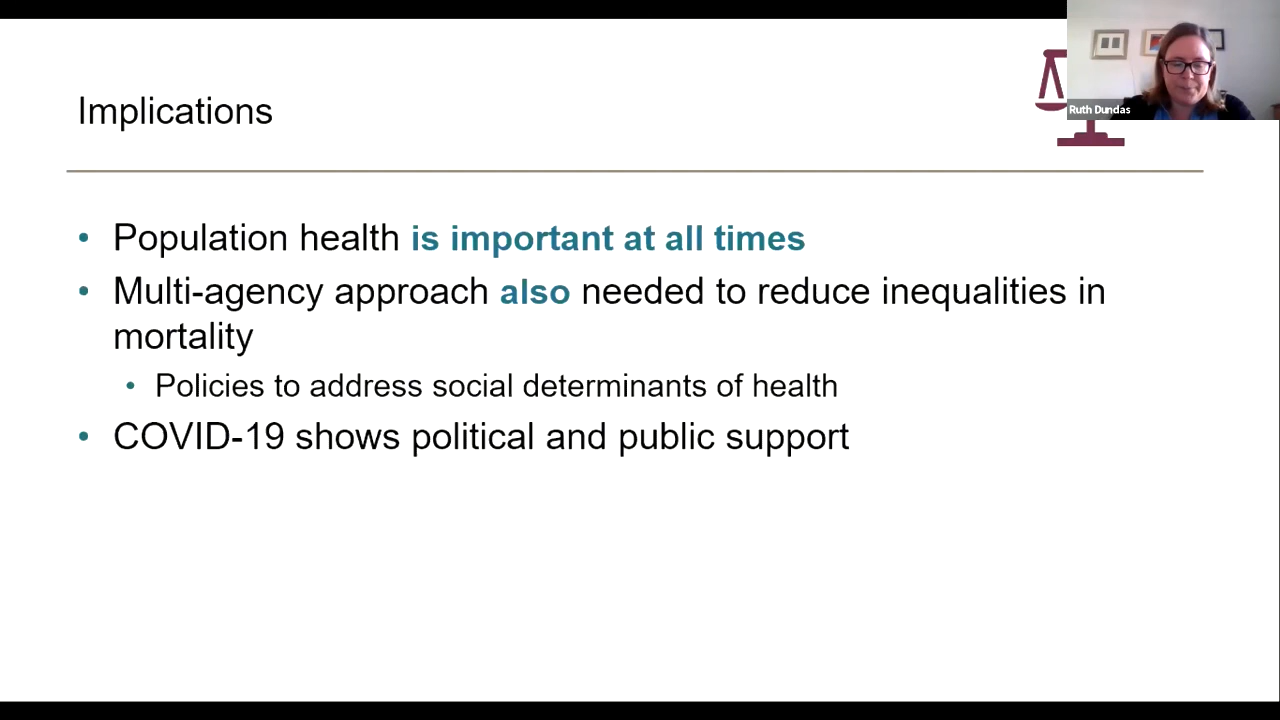 Ruth Dundas
Implications
• Population health is important at all times
• Multi-agency approach also needed to reduce inequalities in
mortality
• Policies to address social determinants of health
• COVID-19 shows political and public support